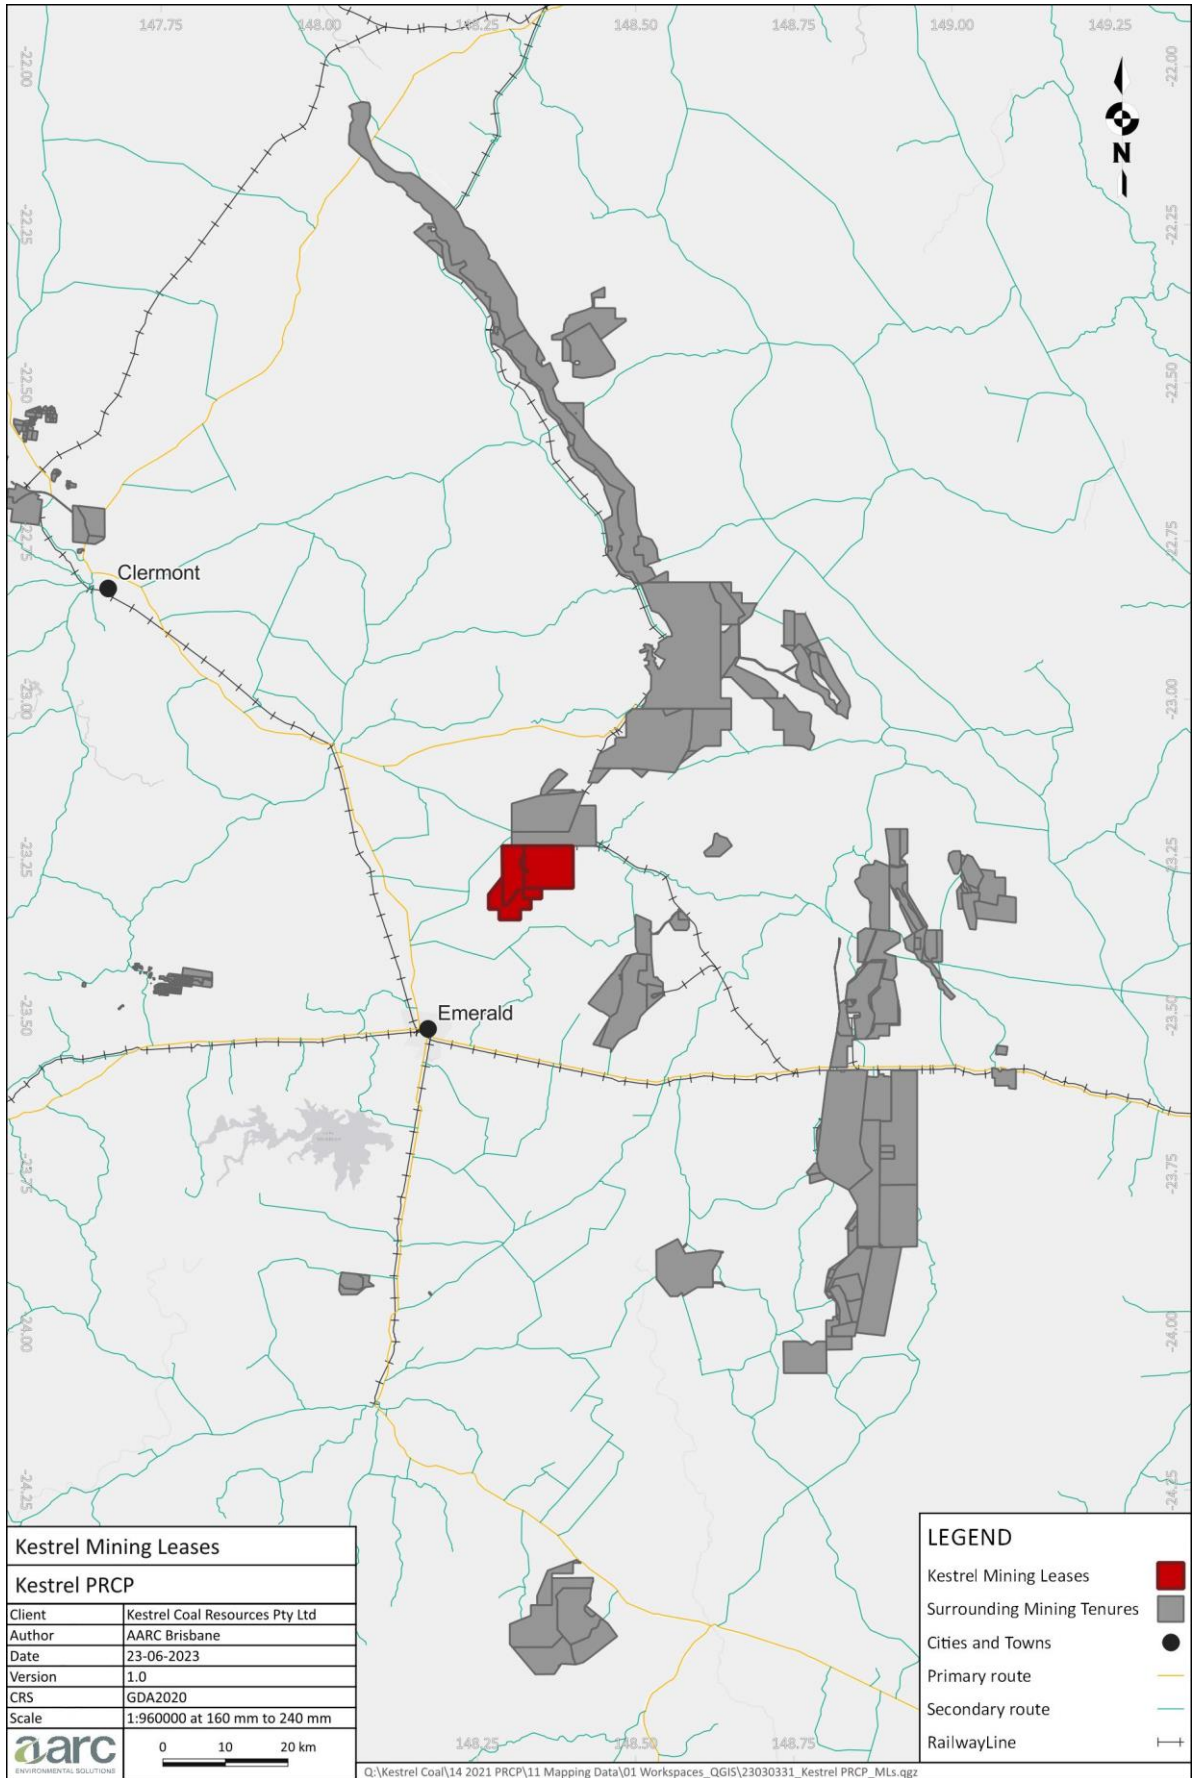 147.75 148.00 148.25 148.50 148.75 149.00 149.25
-22.00 -22.00
N
-22.25 -22.25
-22.50 -22.50
-22.75 -22.75
Clermont
-23.00 -23.00
-23.25 -23.25
Emerald
-23.50 -23.50
-23.75 -23.75
-24.00 -24.00
-24.25 -24.25
148.25 148.50 148.75
Kestrel Mining Leases
Kestrel PRCP
Client Kestrel Coal Resources Pty Ltd
Author AARC Brisbane
Date 23-06-2023
Version 1.0
CRS GDA2020
Scale 1:960000 at 160 mm to 240 mm
aarc
ENVIRONMENTAL SOLUTIONS
0 10 20 km
LEGEND
Kestrel Mining Leases
Surrounding Mining Tenures
Cities and Towns
Primary route
Secondary route
RailwayLine
Q:\Kestrel Coal\14 2021 PRCP\11 Mapping Data\01 Workspaces_QGIS\23030331_Kestrel PRCP_MLs.qgz